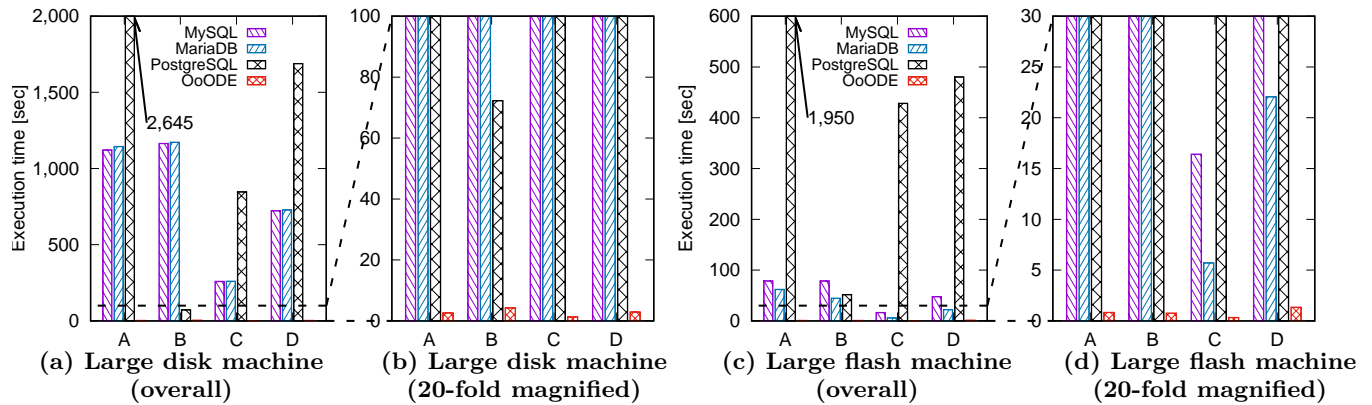 Execution time [sec]
2,000
1,500
1,000
500
0
MySQL
MariaDB
PostgreSQL
OoODE
2,645
A B C D
(a) Large disk machine
(overall)
100
80
60
40
20
0
A B C D
(b) Large disk machine
(20-fold magnified)
Execution time [sec]
600
500
400
300
200
100
0
MySQL
MariaDB
PostgreSQL
OoODE
1,950
A B C D
(c) Large flash machine
(overall)
30
25
20
15
10
5
0
A B C D
(d) Large flash machine
(20-fold magnified)